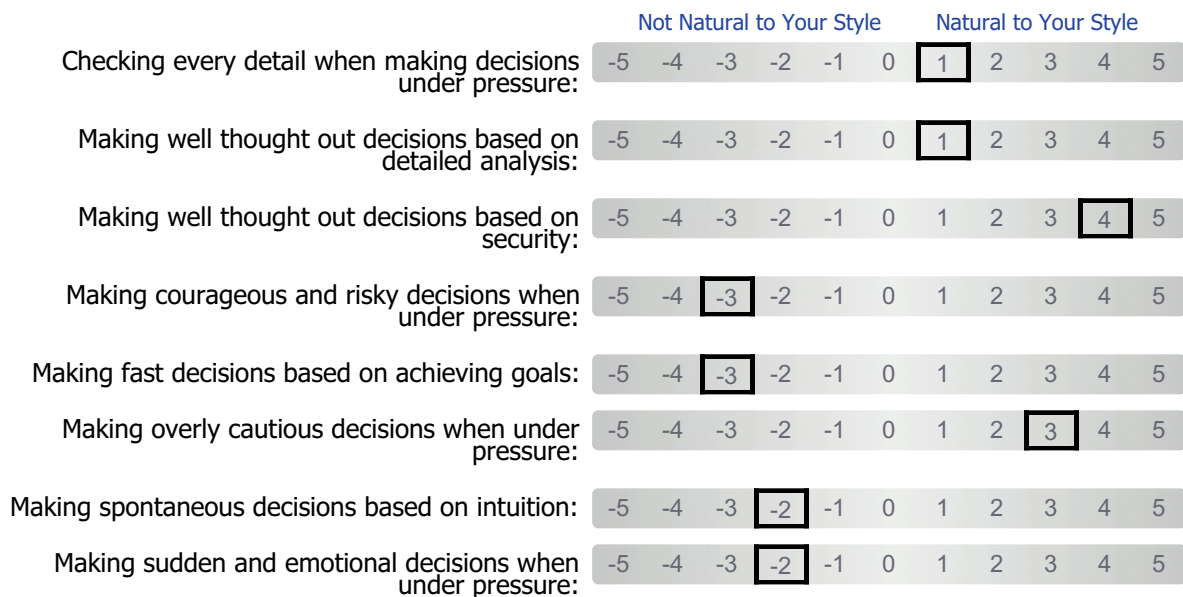 Not Natural to Your Style Natural to Your Style
Checking every detail when making decisions
under pressure:
-5 -4 -3 -2 -1 0 1 2 3 4 5
Making well thought out decisions based on
detailed analysis:
-5 -4 -3 -2 -1 0 1 2 3 4 5
Making well thought out decisions based on
security:
-5 -4 -3 -2 -1 0 1 2 3 4 5
Making courageous and risky decisions when
under pressure:
-5 -4 -3 -2 -1 0 1 2 3 4 5
Making fast decisions based on achieving goals:
-5 -4 -3 -2 -1 0 1 2 3 4 5
Making overly cautious decisions when under
pressure:
-5 -4 -3 -2 -1 0 1 2 3 4 5
Making spontaneous decisions based on intuition:
-5 -4 -3 -2 -1 0 1 2 3 4 5
Making sudden and emotional decisions when
under pressure:
-5 -4 -3 -2 -1 0 1 2 3 4 5